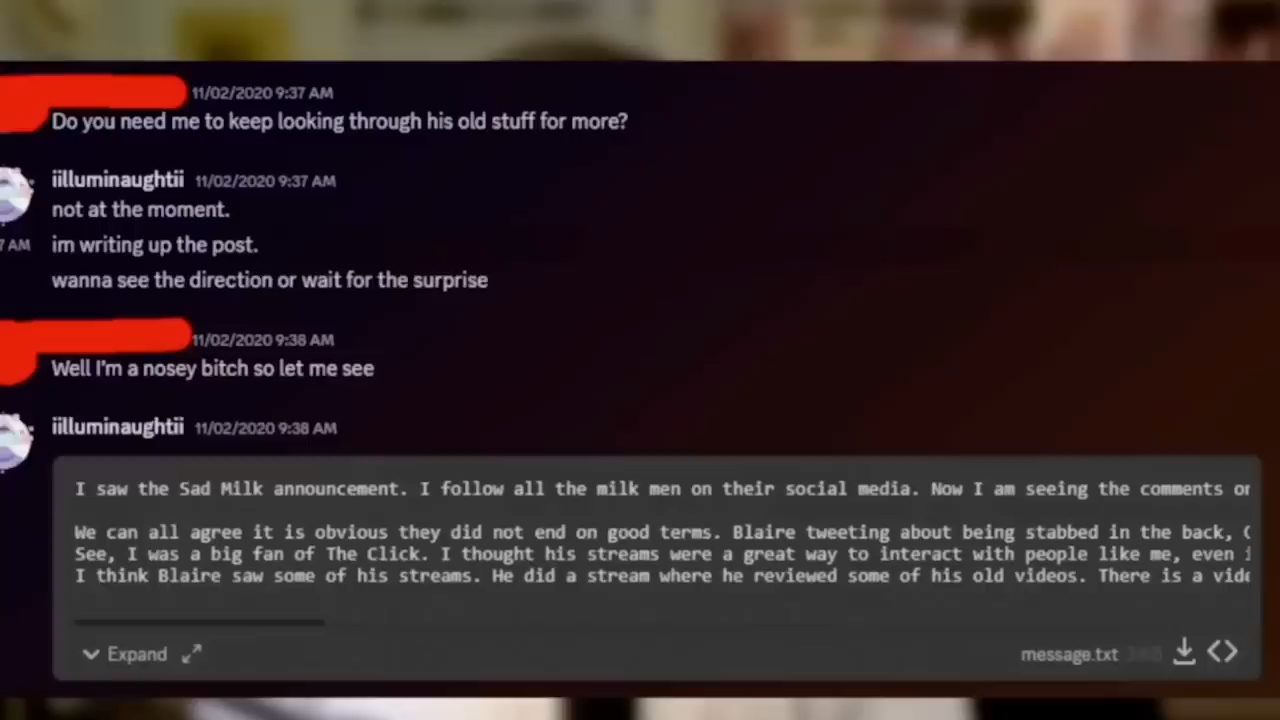 11/02/2020 9:37 AM
Do you need me to keep looking through his old stuff for more?
iilluminaughtii 11/02/2020 9:37 AM
not at the moment.
7 AM im writing up the post.
wanna see the direction or wait for the surprise
11/02/2020 9:38 AM
Well I'm a nosey bitch so let me see
iilluminaughtii 11/02/2020 9:38 AM
I saw the Sad Milk announcement. I follow all the milk men on their social media. Now I am seeing the comments on
We can all agree it is obvious they did not end on good terms. Blaire tweeting about being stabbed in the back,
See, I was a big fan of The Click. I thought his streams were a great way to interact with people like me, even
I think Blaire saw some of his streams. He did a stream where he reviewed some of his old videos. There is a
Expand message.txt